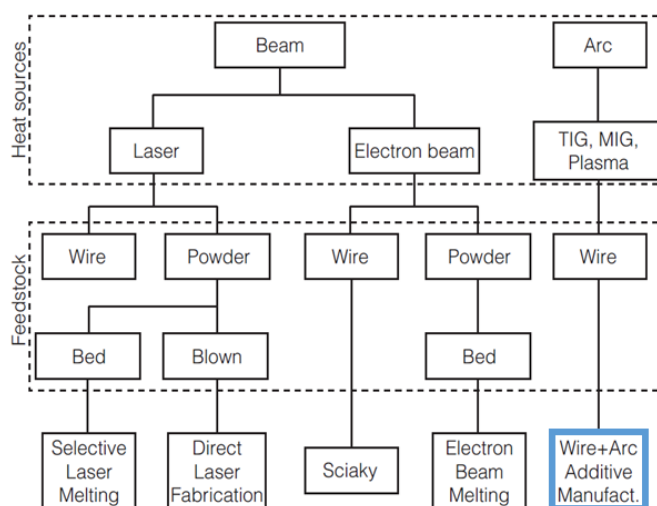 Heat sources
Beam
Arc
Laser
Electron beam
TIG, MIG,
Plasma
Feedstock
Wire
Powder
Wire
Powder
Wire
Bed
Blown
Bed
Selective
Laser
Melting
Direct
Laser
Fabrication
Sciaky
Electron
Beam
Melting
Wire+Arc
Additive
Manufact.